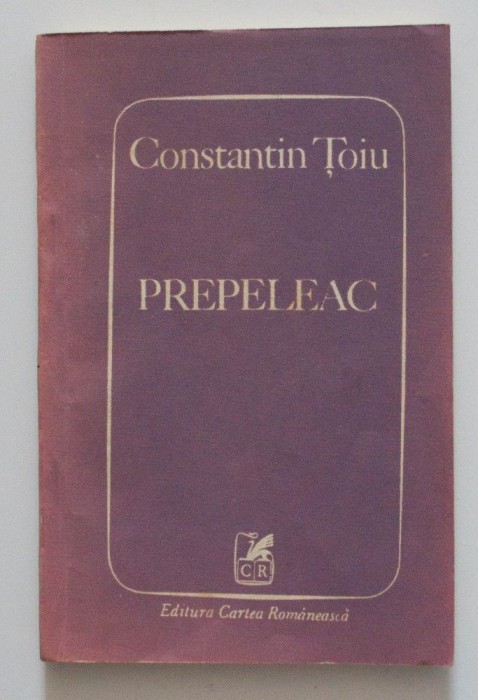 Constantin Țoiu
PREPELEAC
CR
Editura Cartea Românească